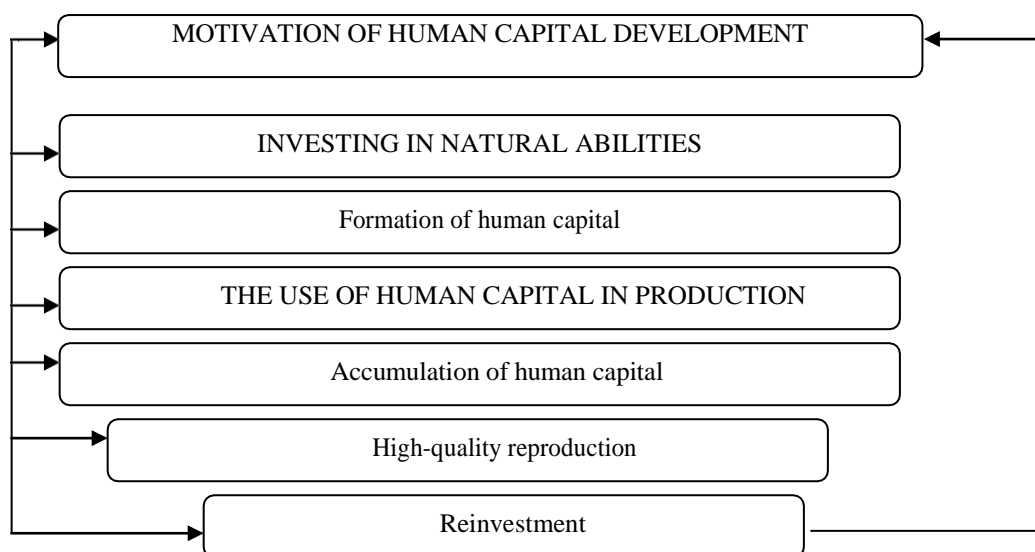 MOTIVATION OF HUMAN CAPITAL DEVELOPMENT
INVESTING IN NATURAL ABILITIES
Formation of human capital
THE USE OF HUMAN CAPITAL IN PRODUCTION
Accumulation of human capital
High-quality reproduction
Reinvestment